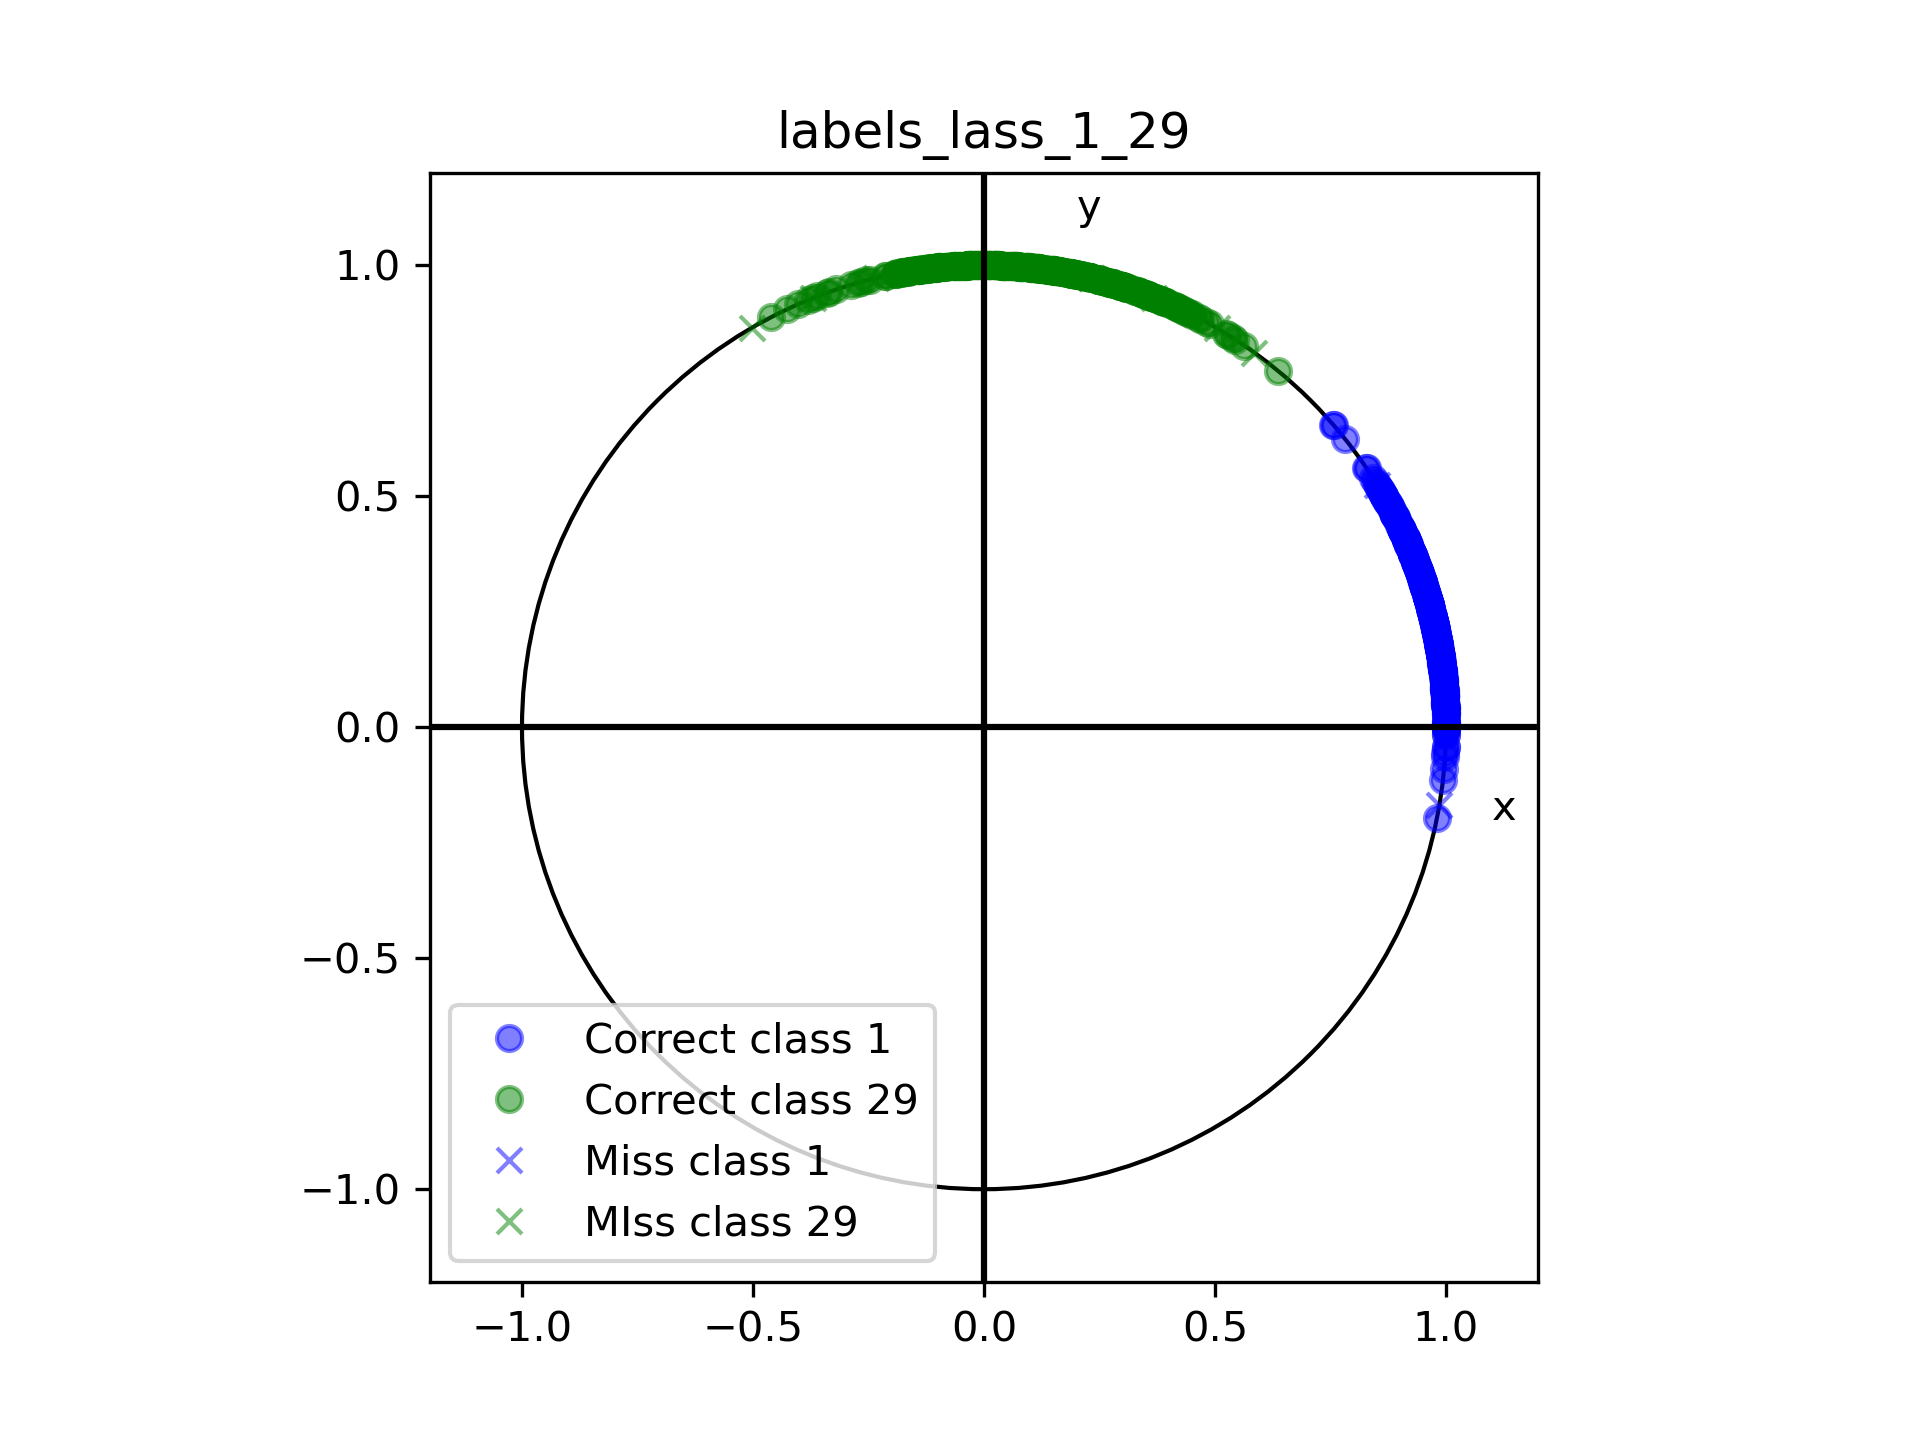 labels_lass_1_29
y
1.0
0.5
0.0
x
−0.5
−1.0
Correct class 1
Correct class 29
Miss class 1
MIss class 29
−1.0 −0.5 0.0 0.5 1.0